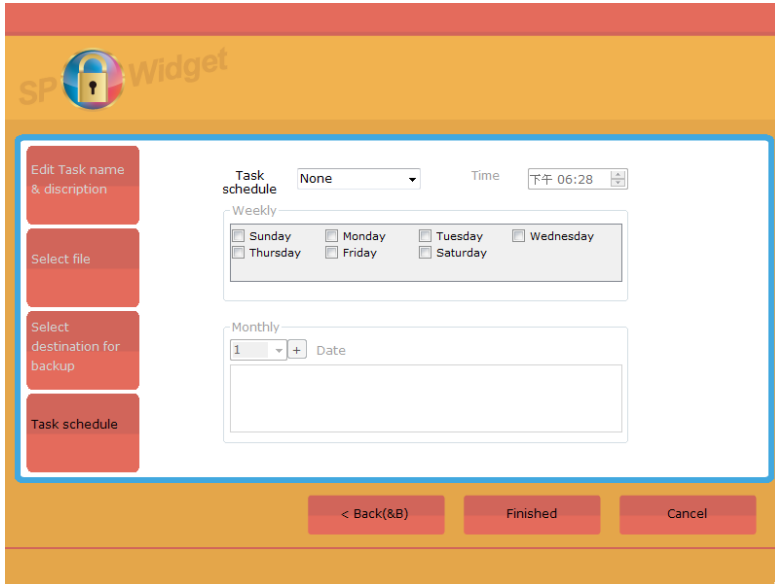 SP Widget
Edit Task name
& discription
Select file
Select
destination for
backup
Task schedule
Task
schedule
None
Time
下午 06:28
Weekly
Sunday Monday Tuesday Wednesday
Thursday Friday Saturday
Monthly
1 + Date
< Back(&B) Finished Cancel